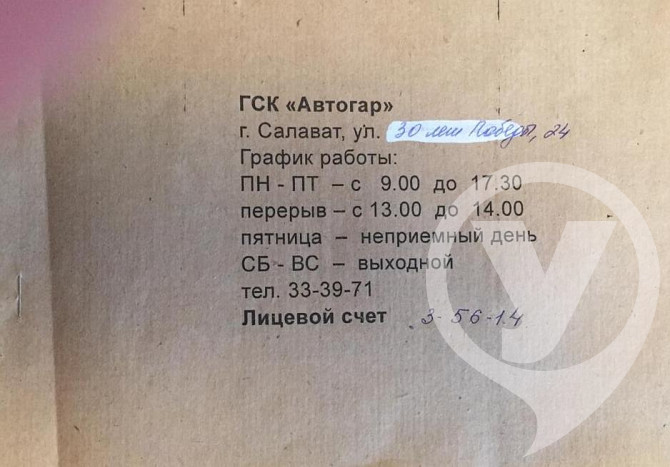 ГСК «Автогар»
г. Салават, ул. 30 лет Победы, 24
График работы:
ПН - ПТ – с 9.00 до 17.30
перерыв – с 13.00 до 14.00
пятница – неприемный день
СБ - ВС – выходной
тел. 33-39-71
Лицевой счет 3-56-14